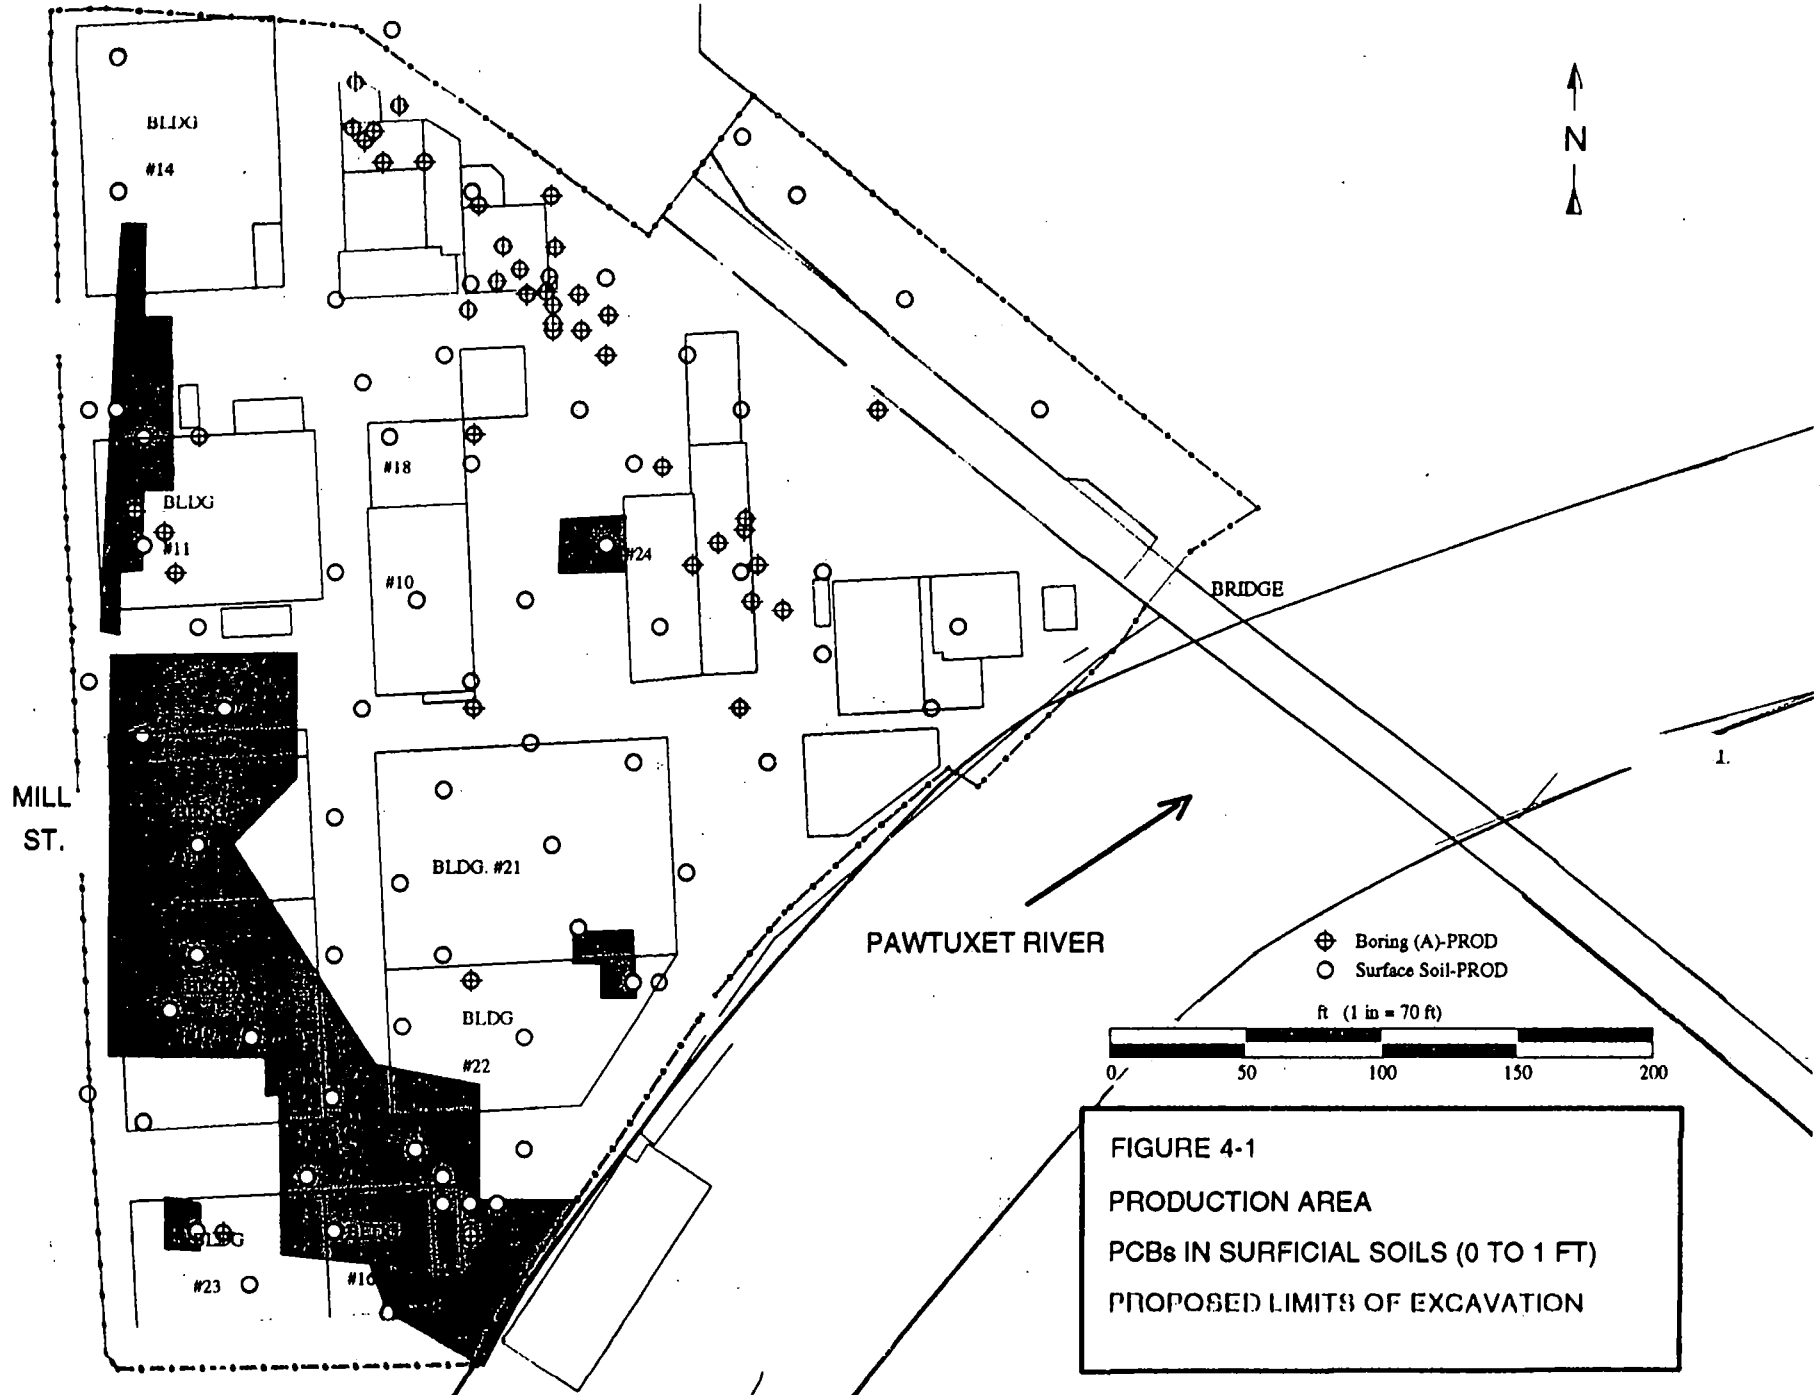 BLDG
#14
N
#18
BLDG
#11
#24
#10
BRIDGE
1.
MILL
ST.
BLDG. #21
PAWTUXET RIVER
Boring (A)-PROD
Surface Soil-PROD
ft (1 in = 70 ft)
0 50 100 150 200
BLDG
#22
BLDG
#23
#16
FIGURE 4-1
PRODUCTION AREA
PCBs IN SURFICIAL SOILS (0 TO 1 FT)
PROPOSED LIMITS OF EXCAVATION